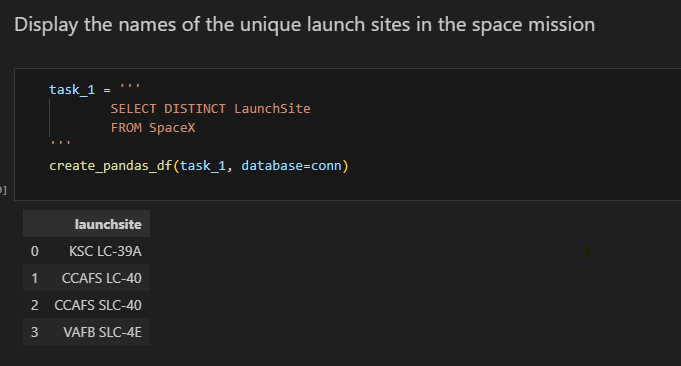 Display the names of the unique launch sites in the space mission
task_1 = '''
SELECT DISTINCT LaunchSite
FROM SpaceX
'''
create_pandas_df(task_1, database=conn)
launchsite
0 KSC LC-39A
1 CCAFS LC-40
2 CCAFS SLC-40
3 VAFB SLC-4E